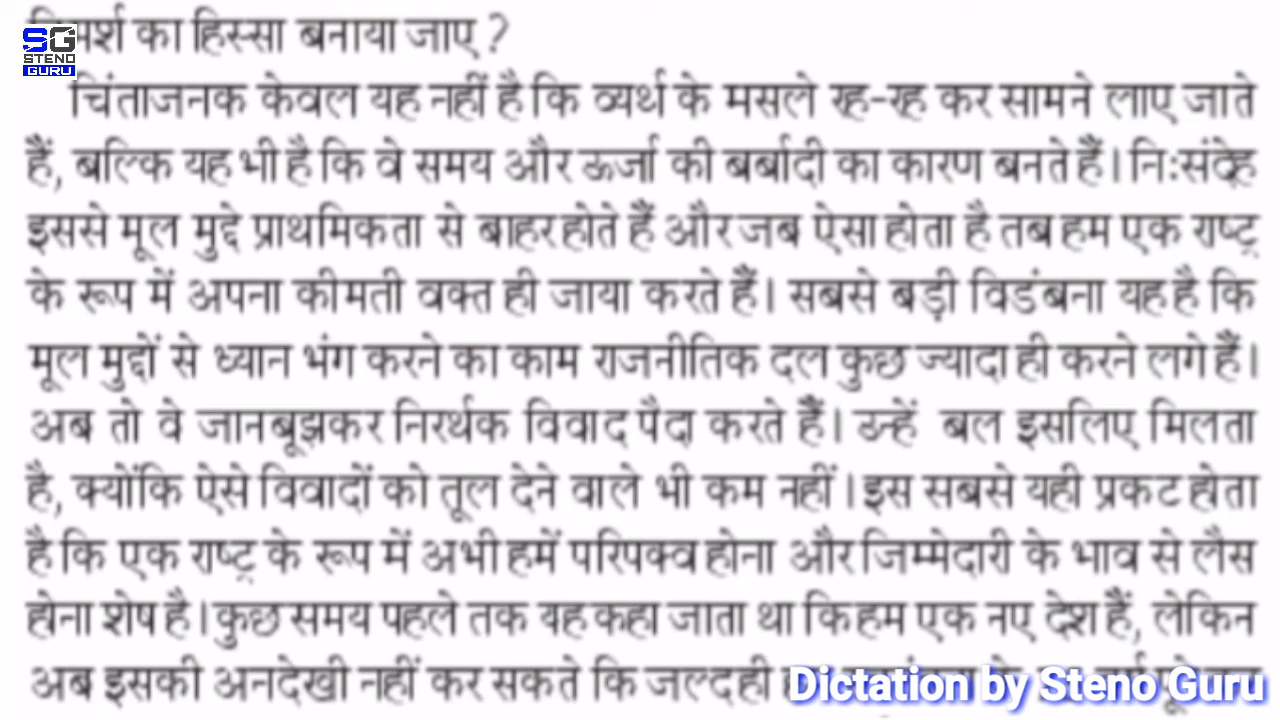 विमर्श का हिस्सा बनाया जाए ?
SG
STENO
GURU
चिंताजनक केवल यह नहीं है कि व्यर्थ के मसले रह-रह कर सामने लाए जाते
हैं, बल्कि यह भी है कि वे समय और ऊर्जा की बर्बादी का कारण बनते हैं। निःसंदेह
इससे मूल मुद्दे प्राथमिकता से बाहर होते हैं और जब ऐसा होता है तब हम एक राष्ट्र
के रूप में अपना कीमती वक्त ही जाया करते हैं। सबसे बड़ी विडंबना यह है कि
मूल मुद्दों से ध्यान भंग करने का काम राजनीतिक दल कुछ ज्यादा ही करने लगे हैं।
अब तो वे जानबूझकर निरर्थक विवाद पैदा करते हैं। उन्हें बल इसलिए मिलता
है, क्योंकि ऐसे विवादों को तूल देने वाले भी कम नहीं। इस सबसे यही प्रकट होता
है कि एक राष्ट्र के रूप में अभी हमें परिपक्व होना और जिम्मेदारी के भाव से लैस
होना शेष है। कुछ समय पहले तक यह कहा जाता था कि हम एक नए देश हैं, लेकिन
अब इसकी अनदेखी नहीं कर सकते कि जल्द ही
Dictation by Steno Guru